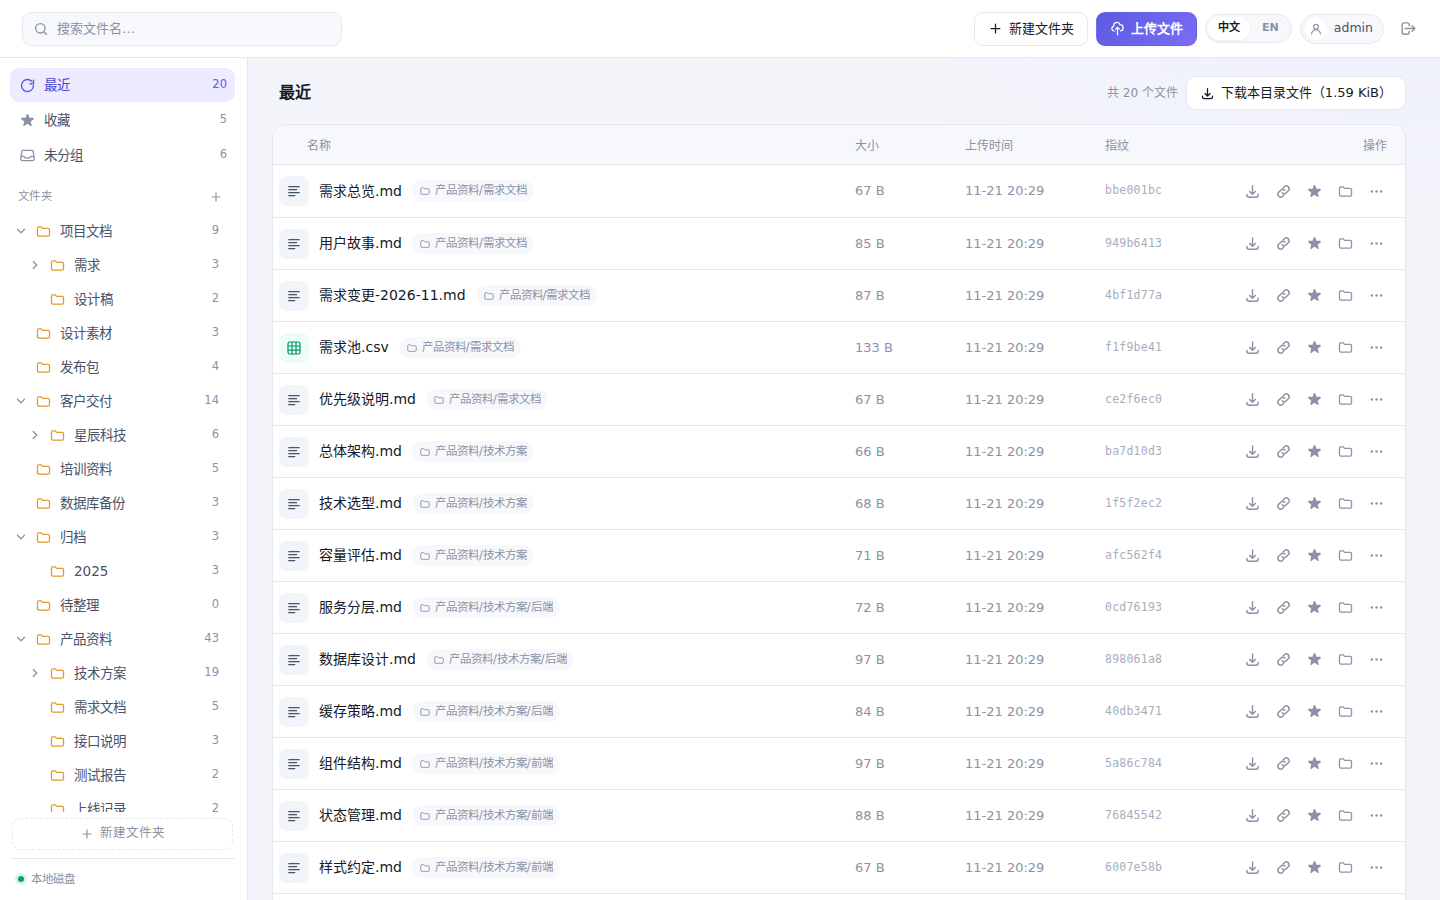 搜索文件名...
新建文件夹
上传文件
中文 EN
admin
最近 20
收藏 5
未分组 6
文件夹
项目文档 9
需求 3
设计稿 2
设计素材 3
发布包 4
客户交付 14
星辰科技 6
培训资料 5
数据库备份 3
归档 3
2025 3
待整理 0
产品资料 43
技术方案 19
需求文档 5
接口说明 3
测试报告 2
上线记录 2
新建文件夹
本地磁盘
最近
共 20 个文件
下载本目录文件（1.59 KiB）
名称 大小 上传时间 指纹 操作
需求总览.md 产品资料/需求文档 67 B 11-21 20:29 bbe001bc
用户故事.md 产品资料/需求文档 85 B 11-21 20:29 949b6413
需求变更-2026-11.md 产品资料/需求文档 87 B 11-21 20:29 4bf1d77a
需求池.csv 产品资料/需求文档 133 B 11-21 20:29 f1f9be41
优先级说明.md 产品资料/需求文档 67 B 11-21 20:29 ce2f6ec0
总体架构.md 产品资料/技术方案 66 B 11-21 20:29 ba7d10d3
技术选型.md 产品资料/技术方案 68 B 11-21 20:29 1f5f2ec2
容量评估.md 产品资料/技术方案 71 B 11-21 20:29 afc562f4
服务分层.md 产品资料/技术方案/后端 72 B 11-21 20:29 0cd76193
数据库设计.md 产品资料/技术方案/后端 97 B 11-21 20:29 898061a8
缓存策略.md 产品资料/技术方案/后端 84 B 11-21 20:29 40db3471
组件结构.md 产品资料/技术方案/前端 97 B 11-21 20:29 5a86c784
状态管理.md 产品资料/技术方案/前端 88 B 11-21 20:29 76845542
样式约定.md 产品资料/技术方案/前端 67 B 11-21 20:29 6007e58b